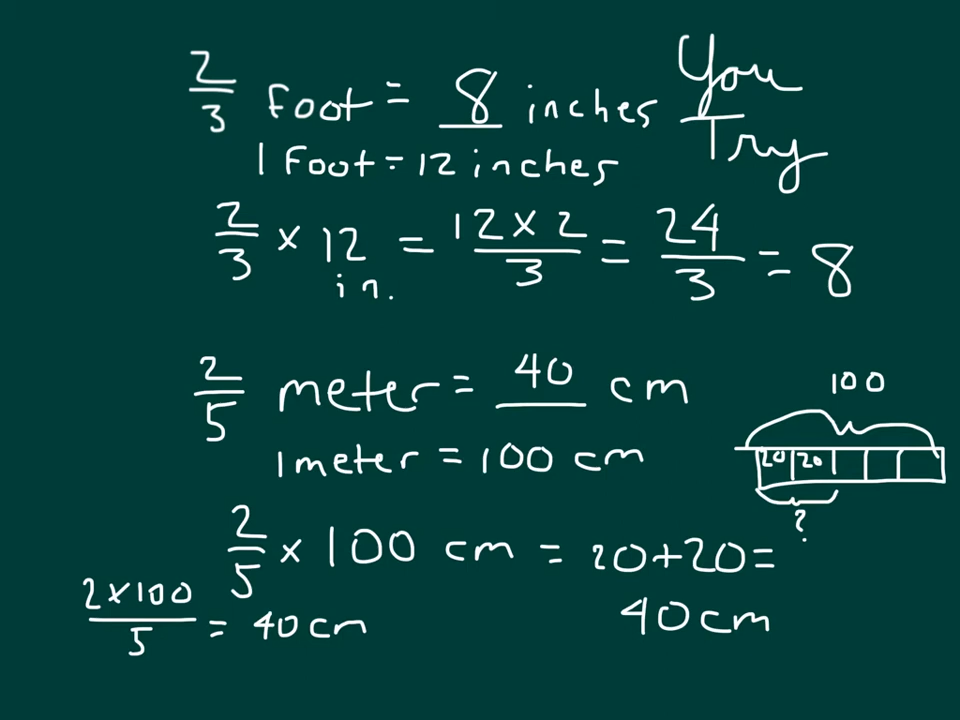 You Try
2/3 Foot = 8 inches
1 Foot = 12 inches
2/3 × 12 in. = 12 × 2 / 3 = 24/3 = 8
2/5 meter = 40 cm
1 meter = 100 cm
100
20 20
?
2/5 × 100 cm = 20 + 20 =
40 cm
2 × 100 / 5 = 40 cm